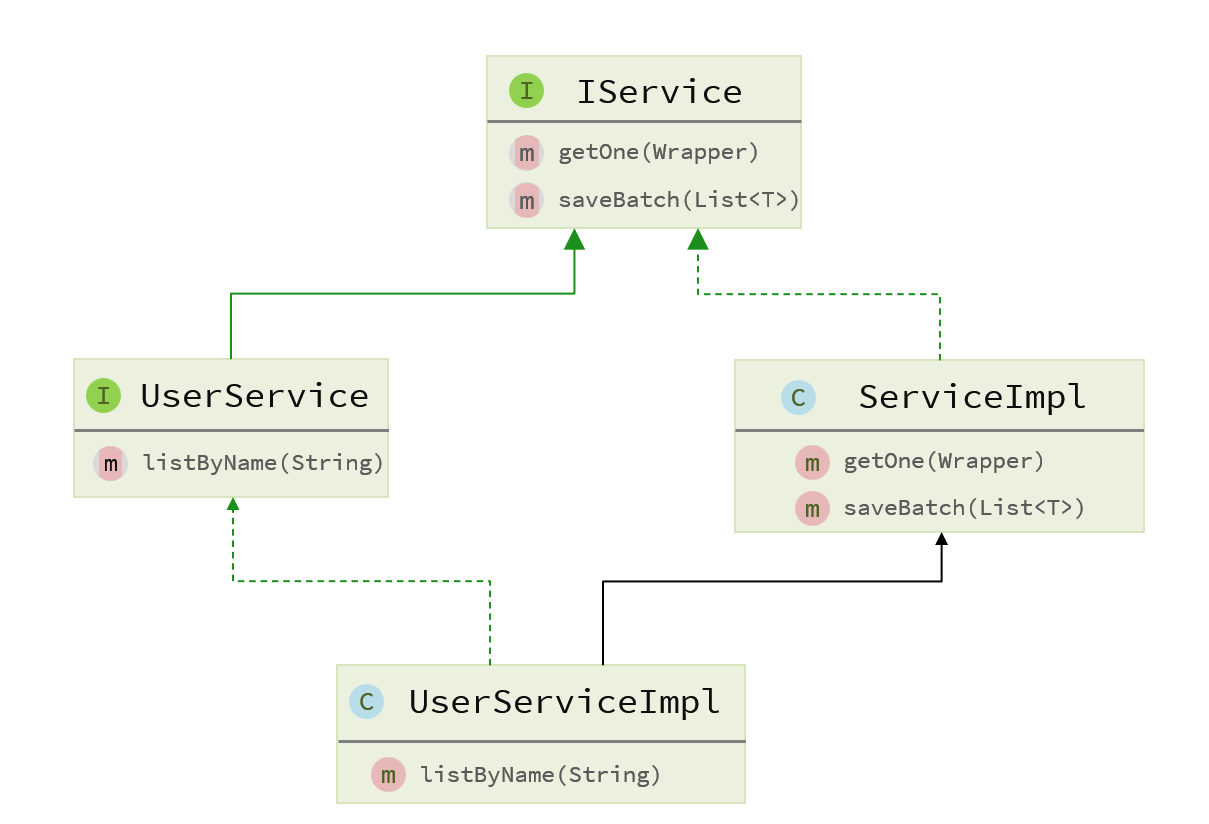 I IService
m getOne(Wrapper)
m saveBatch(List<T>)
I UserService
m listByName(String)
C ServiceImpl
m getOne(Wrapper)
m saveBatch(List<T>)
C UserServiceImpl
m listByName(String)